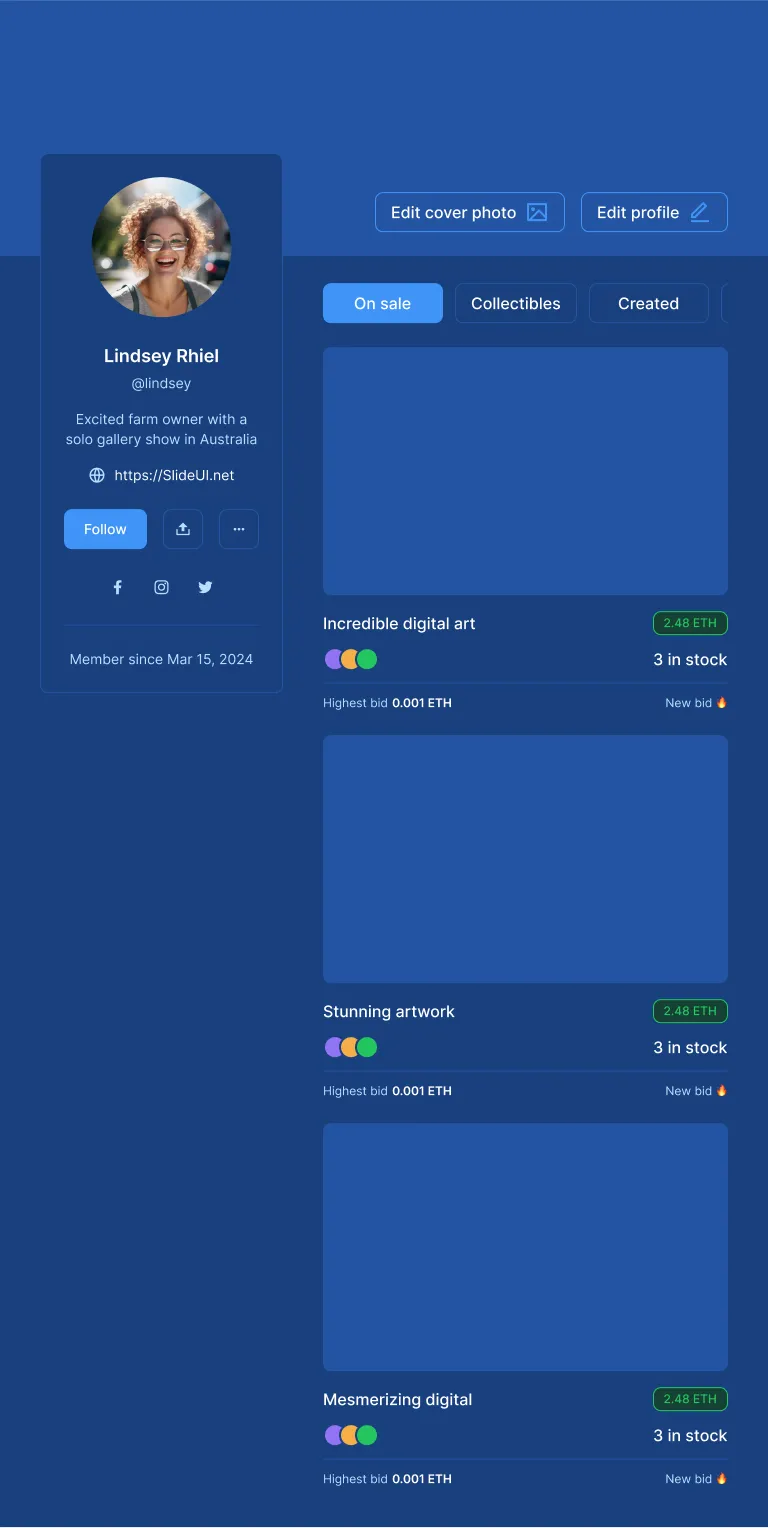 Edit cover photo
Edit profile
Lindsey Rhiel
@lindsey
Excited farm owner with a
solo gallery show in Australia
https://SlideUI.net
Follow
Member since Mar 15, 2024
On sale
Collectibles
Created
Incredible digital art
2.48 ETH
3 in stock
Highest bid 0.001 ETH
New bid 🔥
Stunning artwork
2.48 ETH
3 in stock
Highest bid 0.001 ETH
New bid 🔥
Mesmerizing digital
2.48 ETH
3 in stock
Highest bid 0.001 ETH
New bid 🔥